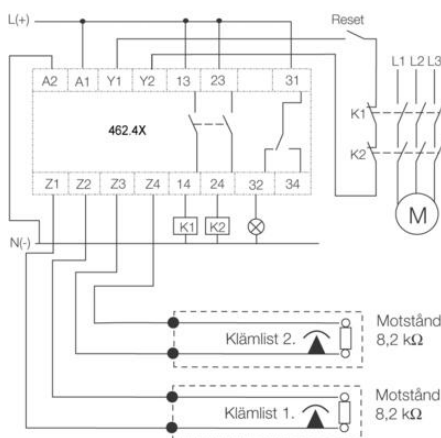 L(+)
Reset
A2 A1 Y1 Y2 13 23 31
L1 L2 L3
462.4X
K1
K2
Z1 Z2 Z3 Z4 14 24 32 34
K1 K2
M
N(-)
Klämlist 2.
Motstånd
8,2 kΩ
Klämlist 1.
Motstånd
8,2 kΩ